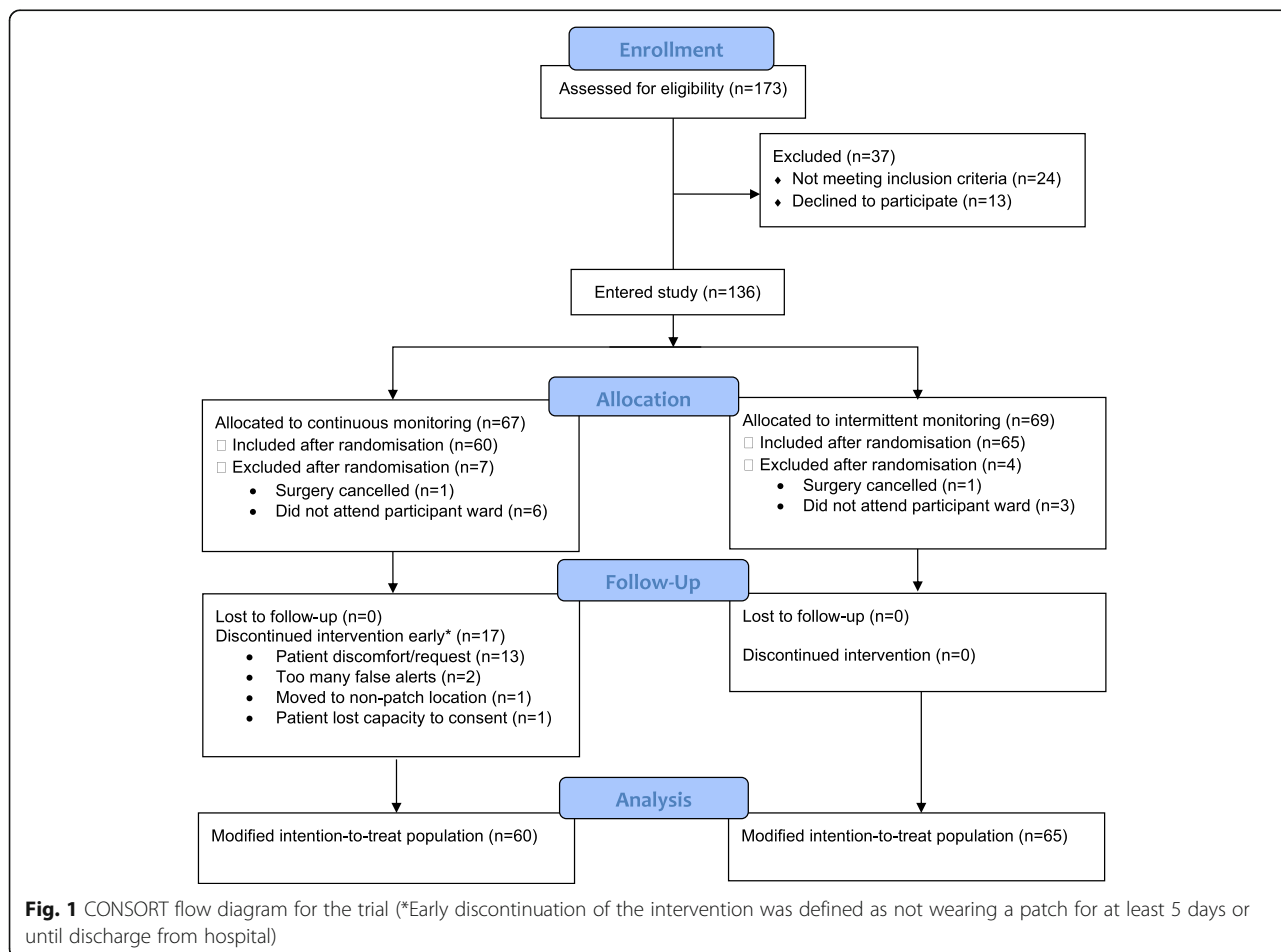 Enrollment
Assessed for eligibility (n=173)
Excluded (n=37)
♦ Not meeting inclusion criteria (n=24)
♦ Declined to participate (n=13)
Entered study (n=136)
Allocation
Allocated to continuous monitoring (n=67)
□ Included after randomisation (n=60)
□ Excluded after randomisation (n=7)
• Surgery cancelled (n=1)
• Did not attend participant ward (n=6)
Allocated to intermittent monitoring (n=69)
□ Included after randomisation (n=65)
□ Excluded after randomisation (n=4)
• Surgery cancelled (n=1)
• Did not attend participant ward (n=3)
Follow-Up
Lost to follow-up (n=0)
Discontinued intervention early* (n=17)
• Patient discomfort/request (n=13)
• Too many false alerts (n=2)
• Moved to non-patch location (n=1)
• Patient lost capacity to consent (n=1)
Lost to follow-up (n=0)
Discontinued intervention (n=0)
Analysis
Modified intention-to-treat population (n=60)
Modified intention-to-treat population (n=65)
Fig. 1 CONSORT flow diagram for the trial (*Early discontinuation of the intervention was defined as not wearing a patch for at least 5 days or
until discharge from hospital)